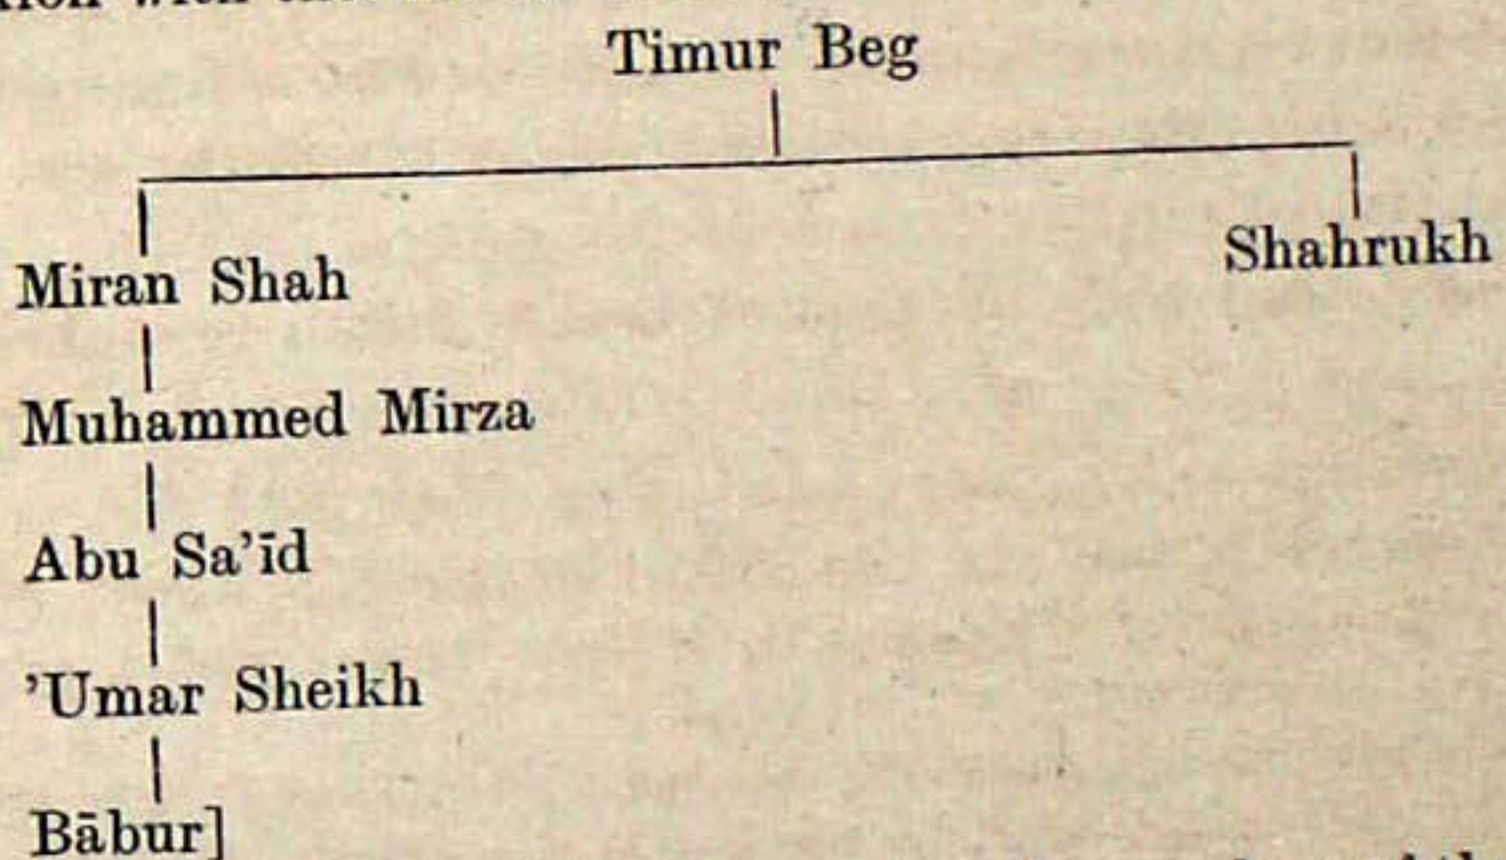 Timur Beg
Miran Shah Shahrukh
Muhammed Mirza
Abu Sa’īd
’Umar Sheikh
Bābur]